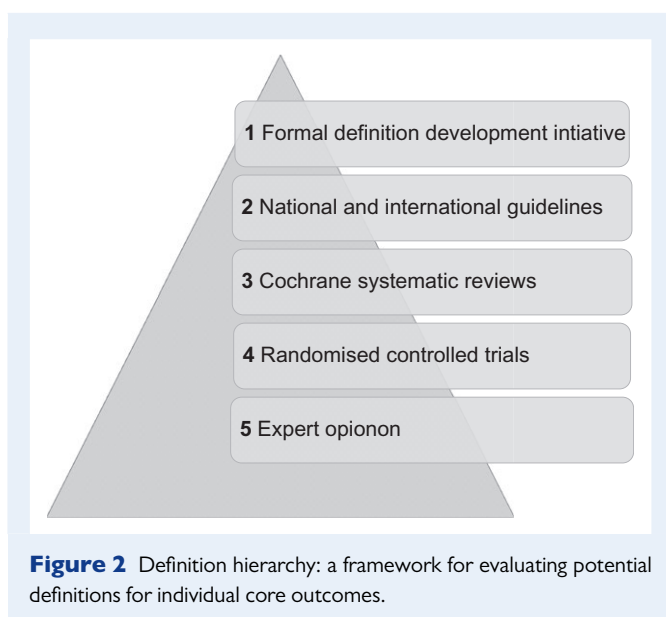 1 Formal definition development intiative
2 National and international guidelines
3 Cochrane systematic reviews
4 Randomised controlled trials
5 Expert opionon
Figure 2 Definition hierarchy: a framework for evaluating potential
definitions for individual core outcomes.